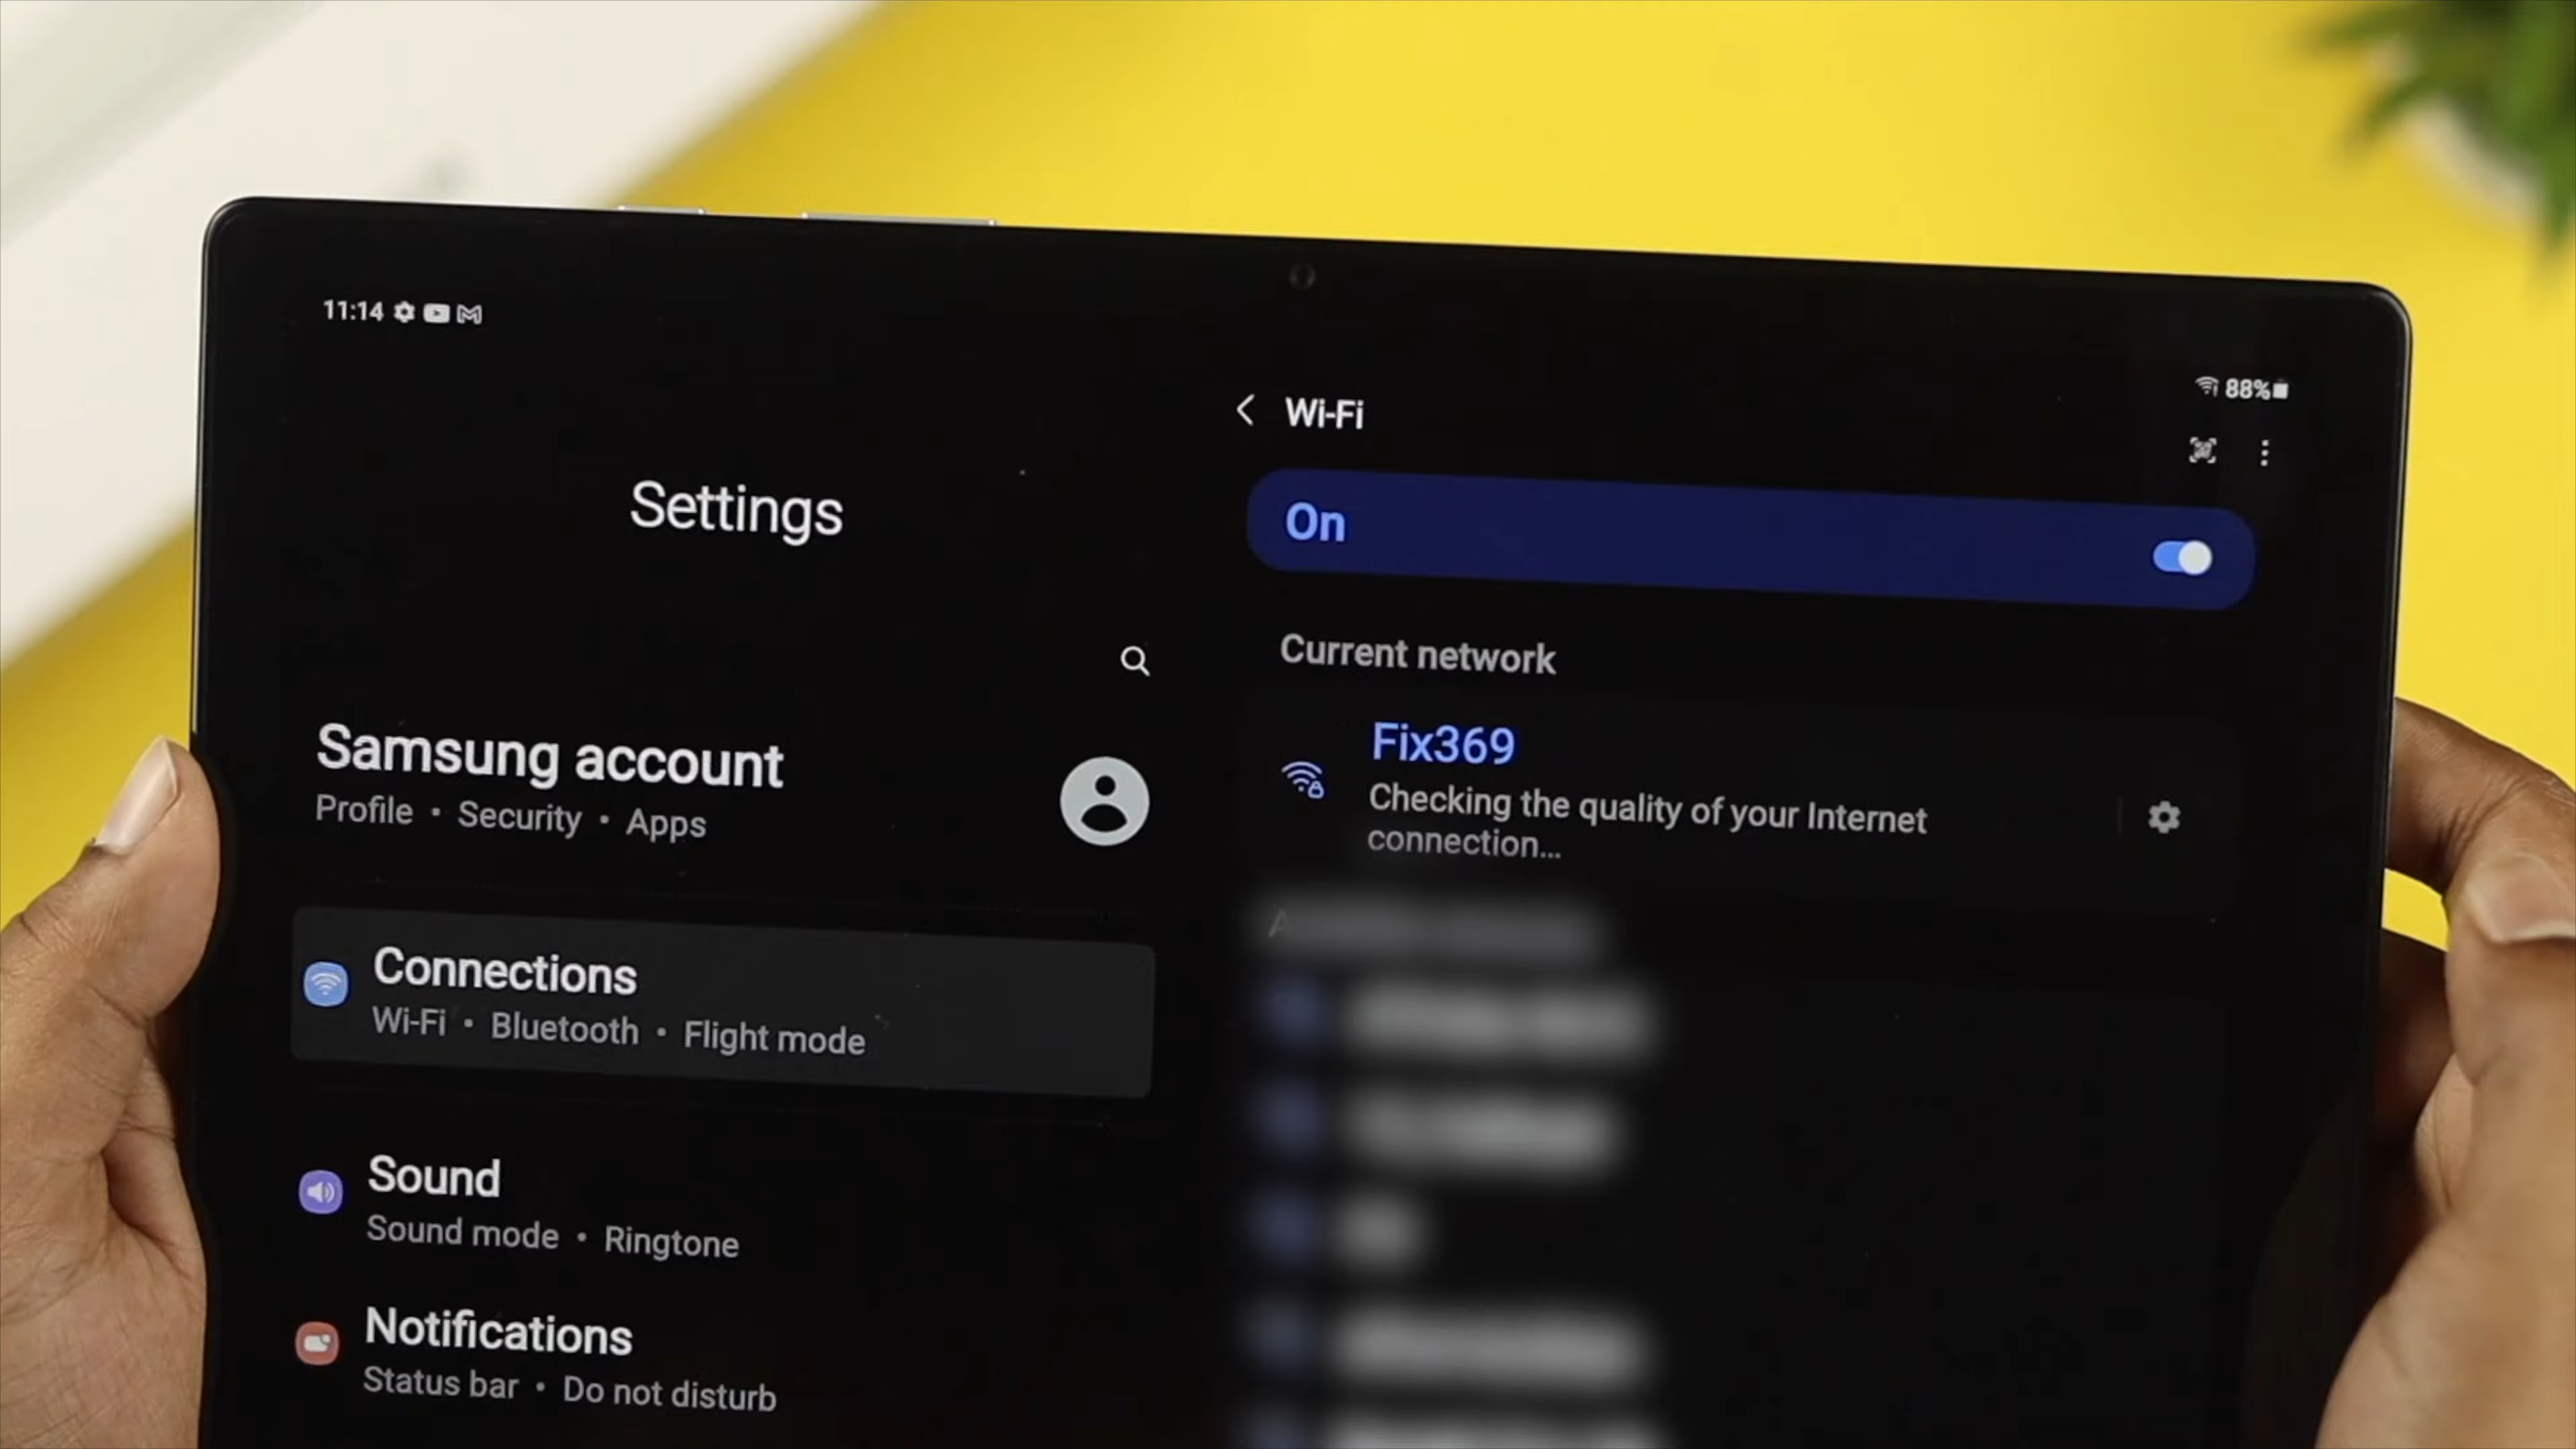 11:14
88%
Settings
Samsung account
Profile • Security • Apps
Connections
Wi-Fi • Bluetooth • Flight mode
Sound
Sound mode • Ringtone
Notifications
Status bar • Do not disturb
Wi-Fi
On
Current network
Fix369
Checking the quality of your Internet
connection...